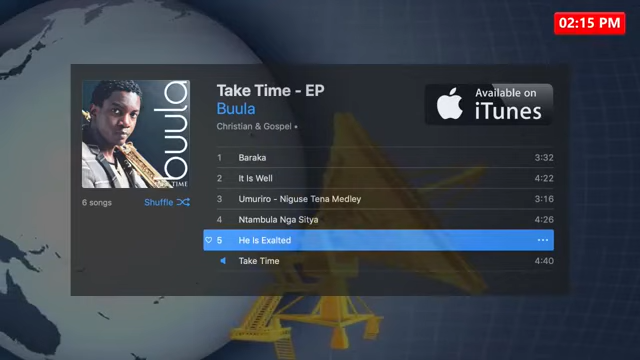 02:15 PM
Take Time - EP
Buula
Christian & Gospel •
Available on
iTunes
buula
TIME
6 songs
Shuffle
1 Baraka 3:32
2 It Is Well 4:22
3 Umuriro - Niguse Tena Medley 3:16
4 Ntambula Nga Sitya 4:26
5 He Is Exalted ...
Take Time 4:40